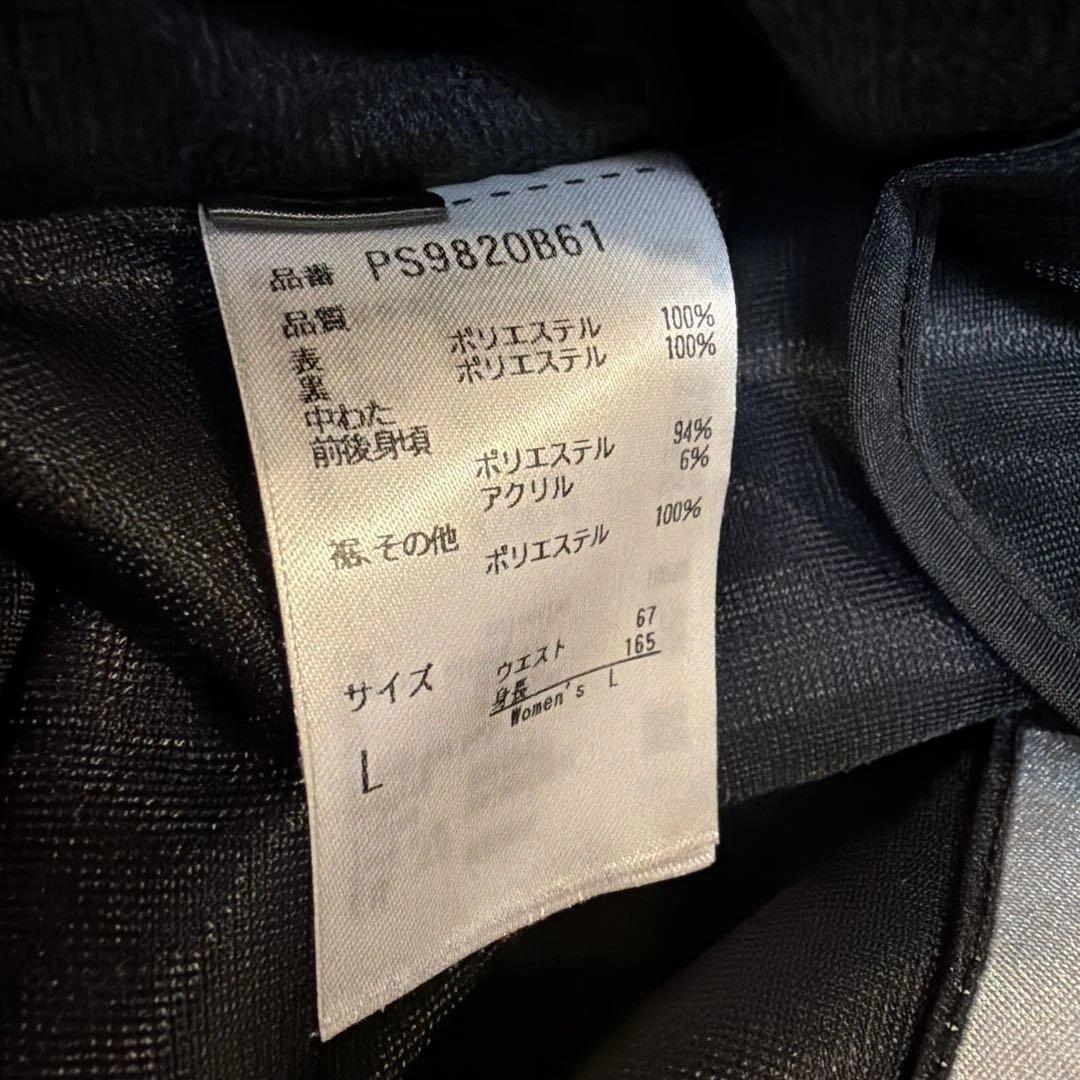 品番 PS9820B61
品質
表 ポリエステル 100%
裏 ポリエステル 100%
中わた
前後身頃
ポリエステル 94%
アクリル 6%
裾、その他
ポリエステル 100%
サイズ ウエスト 67
身長 165
Women's L
L